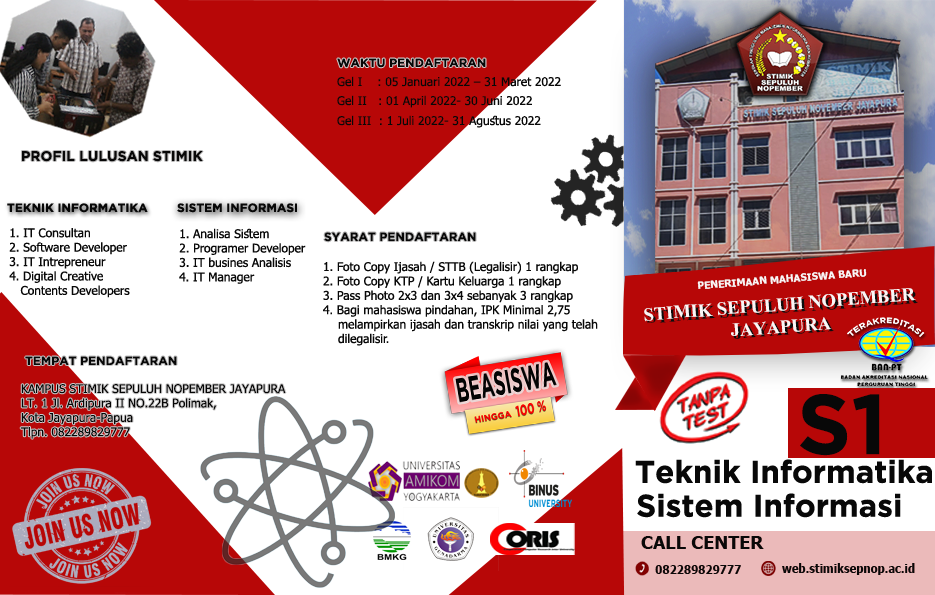 PROFIL LULUSAN STIMIK
TEKNIK INFORMATIKA
1. IT Consultan
2. Software Developer
3. IT Intrepreneur
4. Digital Creative
Contents Developers
SISTEM INFORMASI
1. Analisa Sistem
2. Programer Developer
3. IT busines Analisis
4. IT Manager
TEMPAT PENDAFTARAN
KAMPUS STIMIK SEPULUH NOPEMBER JAYAPURA
LT. 1 Jl. Ardipura II NO.22B Polimak,
Kota Jayapura-Papua
Tlpn. 082289829777
JOIN US NOW
JOIN US NOW
JOIN US NOW
WAKTU PENDAFTARAN
Gel I : 05 Januari 2022 – 31 Maret 2022
Gel II : 01 April 2022- 30 Juni 2022
Gel III : 1 Juli 2022- 31 Agustus 2022
SYARAT PENDAFTARAN
1. Foto Copy Ijasah / STTB (Legalisir) 1 rangkap
2. Foto Copy KTP / Kartu Keluarga 1 rangkap
3. Pass Photo 2x3 dan 3x4 sebanyak 3 rangkap
4. Bagi mahasiswa pindahan, IPK Minimal 2,75
melampirkan ijasah dan transkrip nilai yang telah
dilegalisir.
BEASISWA
HINGGA 100 %
UNIVERSITAS
AMIKOM
YOGYAKARTA
BINUS
UNIVERSITY
BMKG
UNIVERSITAS
GUNADARMA
CORIS
STIMIK
SEPULUH
NOPEMBER
STIMIK
STIMIK SEPULUH NOVEMBER JAYAPURA
PENERIMAAN MAHASISWA BARU
STIMIK SEPULUH NOPEMBER
JAYAPURA
TERAKREDITASI
BAN-PT
BADAN AKREDITASI NASIONAL
PERGURUAN TINGGI
TANPA
TEST
S1
Teknik Informatika
Sistem Informasi
CALL CENTER
082289829777
web.stimiksepnop.ac.id